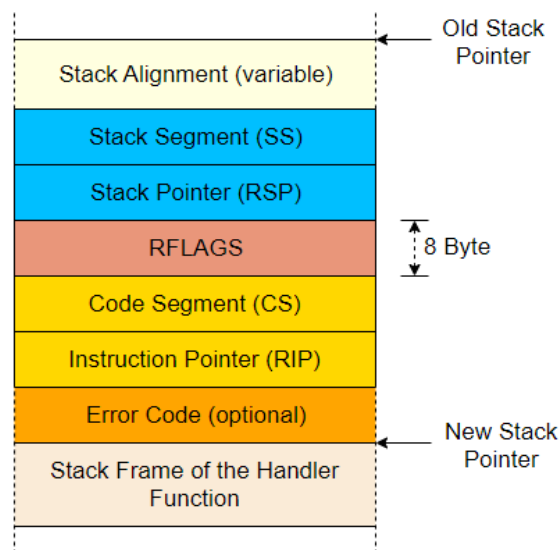 Old Stack
Pointer
Stack Alignment (variable)
Stack Segment (SS)
Stack Pointer (RSP)
RFLAGS
8 Byte
Code Segment (CS)
Instruction Pointer (RIP)
Error Code (optional)
New Stack
Pointer
Stack Frame of the Handler
Function